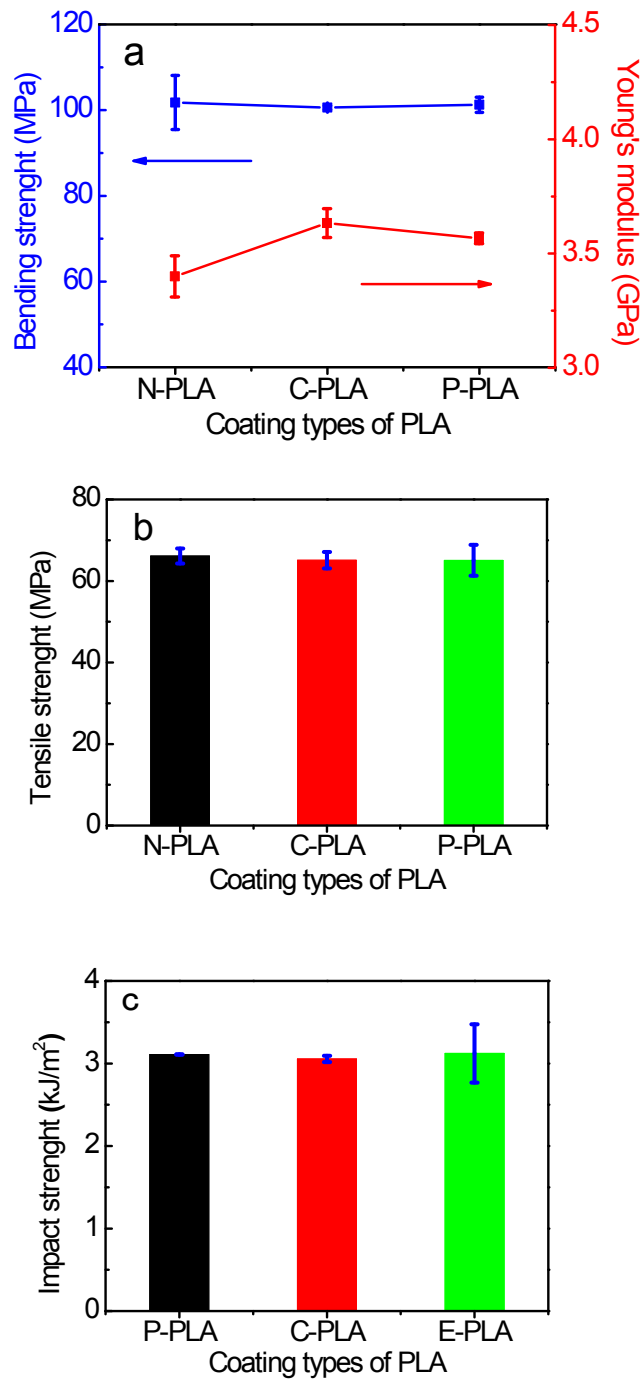 a
Bending strenght (MPa)
120
100
80
60
40
4.5
4.0
3.5
3.0
Young's modulus (GPa)
N-PLA C-PLA P-PLA
Coating types of PLA
b
Tensile strenght (MPa)
80
60
40
20
0
N-PLA C-PLA P-PLA
Coating types of PLA
c
Impact strenght (kJ/m²)
4
3
2
1
0
P-PLA C-PLA E-PLA
Coating types of PLA